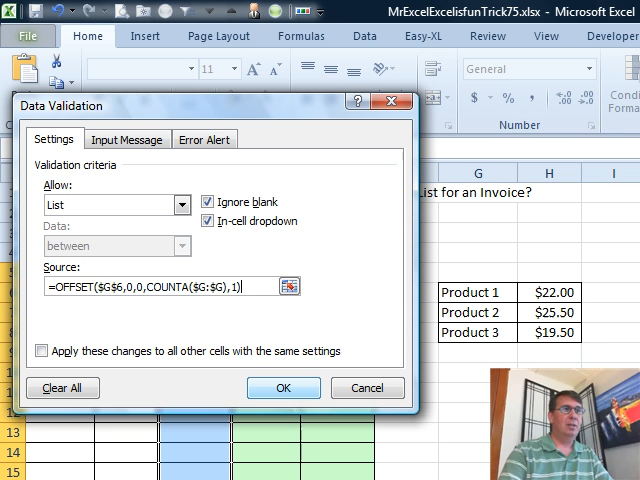 MrExcelExcelisfunTrick75.xlsx - Microsoft Excel
File Home Insert Page Layout Formulas Data Easy-XL Review View Developer
11 A A General
$ % , .0 .00 .00 .0
Number
Data Validation
Settings Input Message Error Alert
Validation criteria
Allow:
List
Ignore blank
In-cell dropdown
Data:
between
Source:
=OFFSET($G$6,0,0,COUNTA($G:$G),1)
Apply these changes to all other cells with the same settings
Clear All OK Cancel
G H I
List for an Invoice?
Product 1 $22.00
Product 2 $25.50
Product 3 $19.50
13
14
15